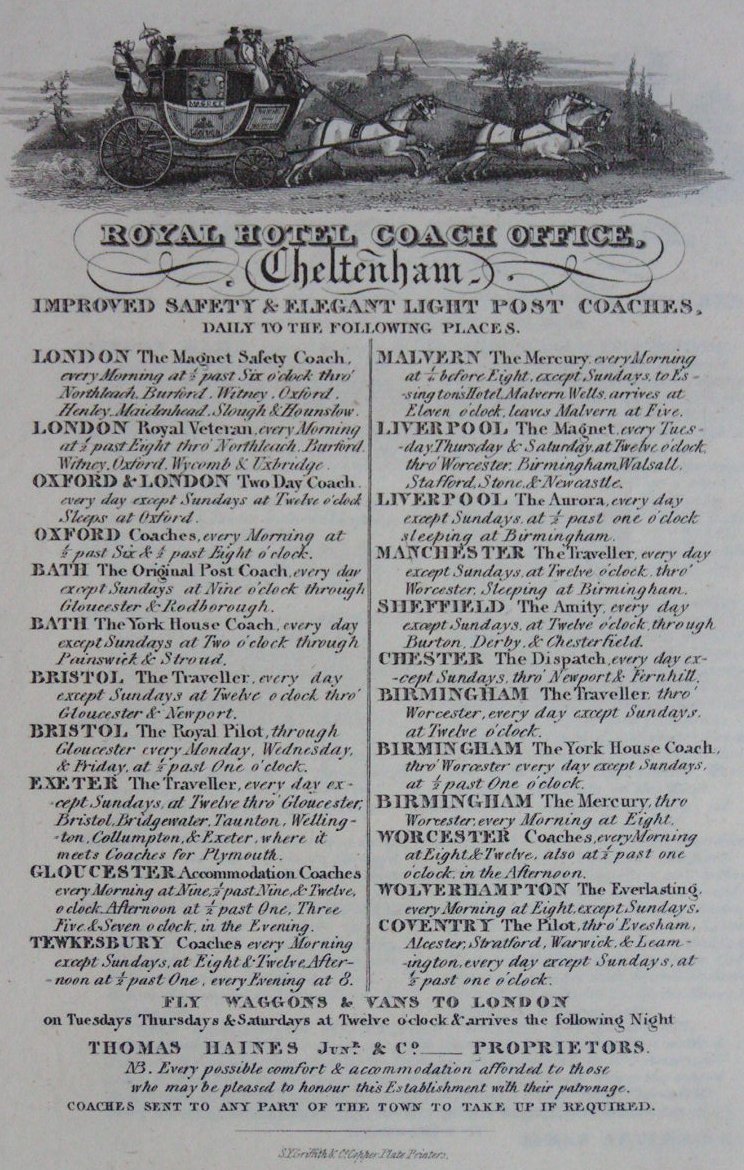 MAGNET
ROYAL HOTEL COACH OFFICE,
Cheltenham.
IMPROVED SAFETY & ELEGANT LIGHT POST COACHES,
DAILY TO THE FOLLOWING PLACES.
LONDON The Magnet Safety Coach,
every Morning at ½ past Six o'clock thro'
Northleach, Burford, Witney, Oxford,
Henley, Maidenhead, Slough & Hounslow.
LONDON Royal Veteran, every Morning
at ½ past Eight thro' Northleach, Burford,
Witney, Oxford, Wycomb & Uxbridge.
OXFORD & LONDON Two Day Coach,
every day except Sundays at Twelve o'clock
Sleeps at Oxford.
OXFORD Coaches, every Morning at
½ past Six & ½ past Eight o'clock.
BATH The Original Post Coach, every day
except Sundays at Nine o'clock through
Gloucester & Rodborough.
BATH The York House Coach, every day
except Sundays at Two o'clock through
Painswick & Stroud.
BRISTOL The Traveller, every day
except Sundays at Twelve o'clock thro'
Gloucester & Newport.
BRISTOL The Royal Pilot, through
Gloucester every Monday, Wednesday,
& Friday, at ½ past One o'clock.
EXETER The Traveller, every day ex-
-cept Sundays, at Twelve thro' Gloucester,
Bristol, Bridgewater, Taunton, Welling-
-ton, Collumpton, & Exeter, where it
meets Coaches for Plymouth.
GLOUCESTER Accommodation Coaches
every Morning at Nine, ½ past Nine, & Twelve,
o'clock, Afternoon at ½ past One, Three
Five & Seven o'clock, in the Evening.
TEWKESBURY Coaches every Morning
except Sundays, at Eight & Twelve, After-
-noon at ½ past One, every Evening at 8.
MALVERN The Mercury, every Morning
at ¼ before Eight, except Sundays, to Es-
-sington's Hotel, Malvern Wells, arrives at
Eleven o'clock, leaves Malvern at Five.
LIVERPOOL The Magnet, every Tues-
-day, Thursday & Saturday, at Twelve o'clock,
thro' Worcester, Birmingham, Walsall,
Stafford, Stone, & Newcastle.
LIVERPOOL The Aurora, every day
except Sundays, at ½ past one o'clock
sleeping at Birmingham.
MANCHESTER The Traveller, every day
except Sundays, at Twelve o'clock, thro'
Worcester, Sleeping at Birmingham.
SHEFFIELD The Amity, every day
except Sundays, at Twelve o'clock, through
Burton, Derby, & Chesterfield.
CHESTER The Dispatch, every day ex-
-cept Sundays, thro' Newport & Fernhill.
BIRMINGHAM The Traveller, thro'
Worcester, every day except Sundays,
at Twelve o'clock.
BIRMINGHAM The York House Coach,
thro' Worcester every day except Sundays,
at ½ past One o'clock.
BIRMINGHAM The Mercury, thro
Worcester, every Morning at Eight.
WORCESTER Coaches, every Morning
at Eight, & Twelve, also at ½ past one
o'clock, in the Afternoon.
WOLVERHAMPTON The Everlasting,
every Morning at Eight, except Sundays.
COVENTRY The Pilot, thro' Evesham,
Alcester, Stratford, Warwick, & Leam-
-ington, every day except Sundays, at
½ past one o'clock.
FLY WAGGONS & VANS TO LONDON
on Tuesdays Thursdays & Saturdays at Twelve o'clock & arrives the following Night
THOMAS HAINES Junr. & Co. PROPRIETORS.
NB. Every possible comfort & accommodation afforded to those
who may be pleased to honour this Establishment with their patronage.
COACHES SENT TO ANY PART OF THE TOWN TO TAKE UP IF REQUIRED.
S.Y. Griffith & Co. Copper Plate Printers.